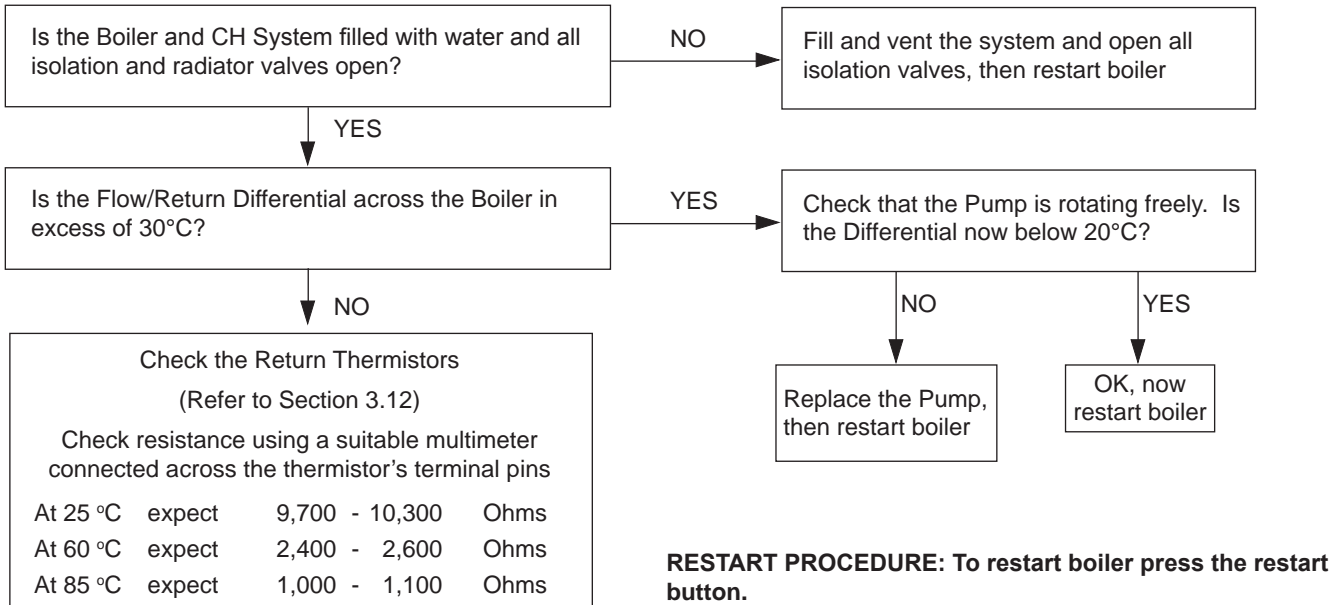 Is the Boiler and CH System filled with water and all
isolation and radiator valves open?
NO
Fill and vent the system and open all
isolation valves, then restart boiler
YES
Is the Flow/Return Differential across the Boiler in
excess of 30°C?
YES
Check that the Pump is rotating freely. Is
the Differential now below 20°C?
NO
NO
YES
Check the Return Thermistors
(Refer to Section 3.12)
Check resistance using a suitable multimeter
connected across the thermistor's terminal pins
At 25 °C expect 9,700 - 10,300 Ohms
At 60 °C expect 2,400 - 2,600 Ohms
At 85 °C expect 1,000 - 1,100 Ohms
Replace the Pump,
then restart boiler
OK, now
restart boiler
RESTART PROCEDURE: To restart boiler press the restart
button.